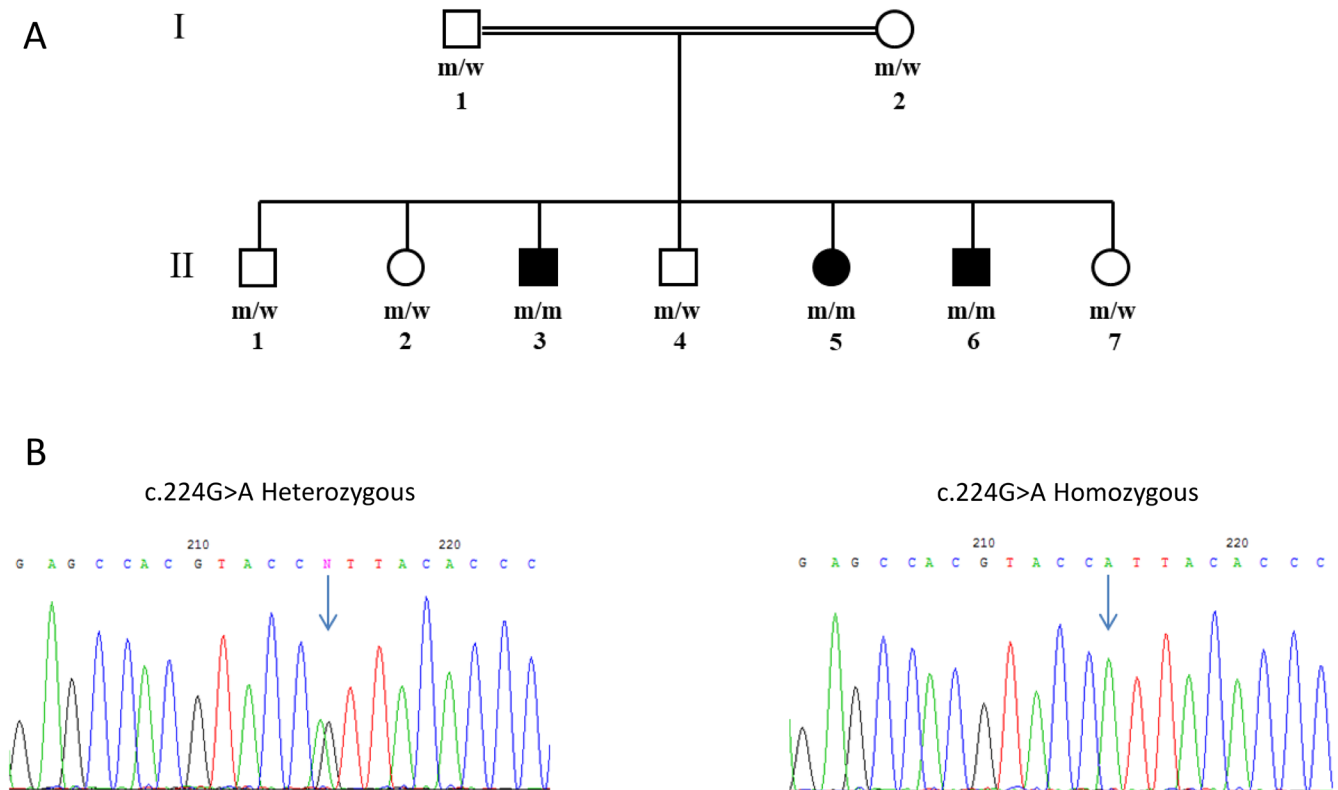 A
I
m/w m/w
1 2
II
m/w m/w m/m m/w m/m m/m m/w
1 2 3 4 5 6 7
B
c.224G>A Heterozygous c.224G>A Homozygous
210 220 210 220
G A G C C A C G T A C C N T T A C A C C C G A G C C A C G T A C C A T T A C A C C C